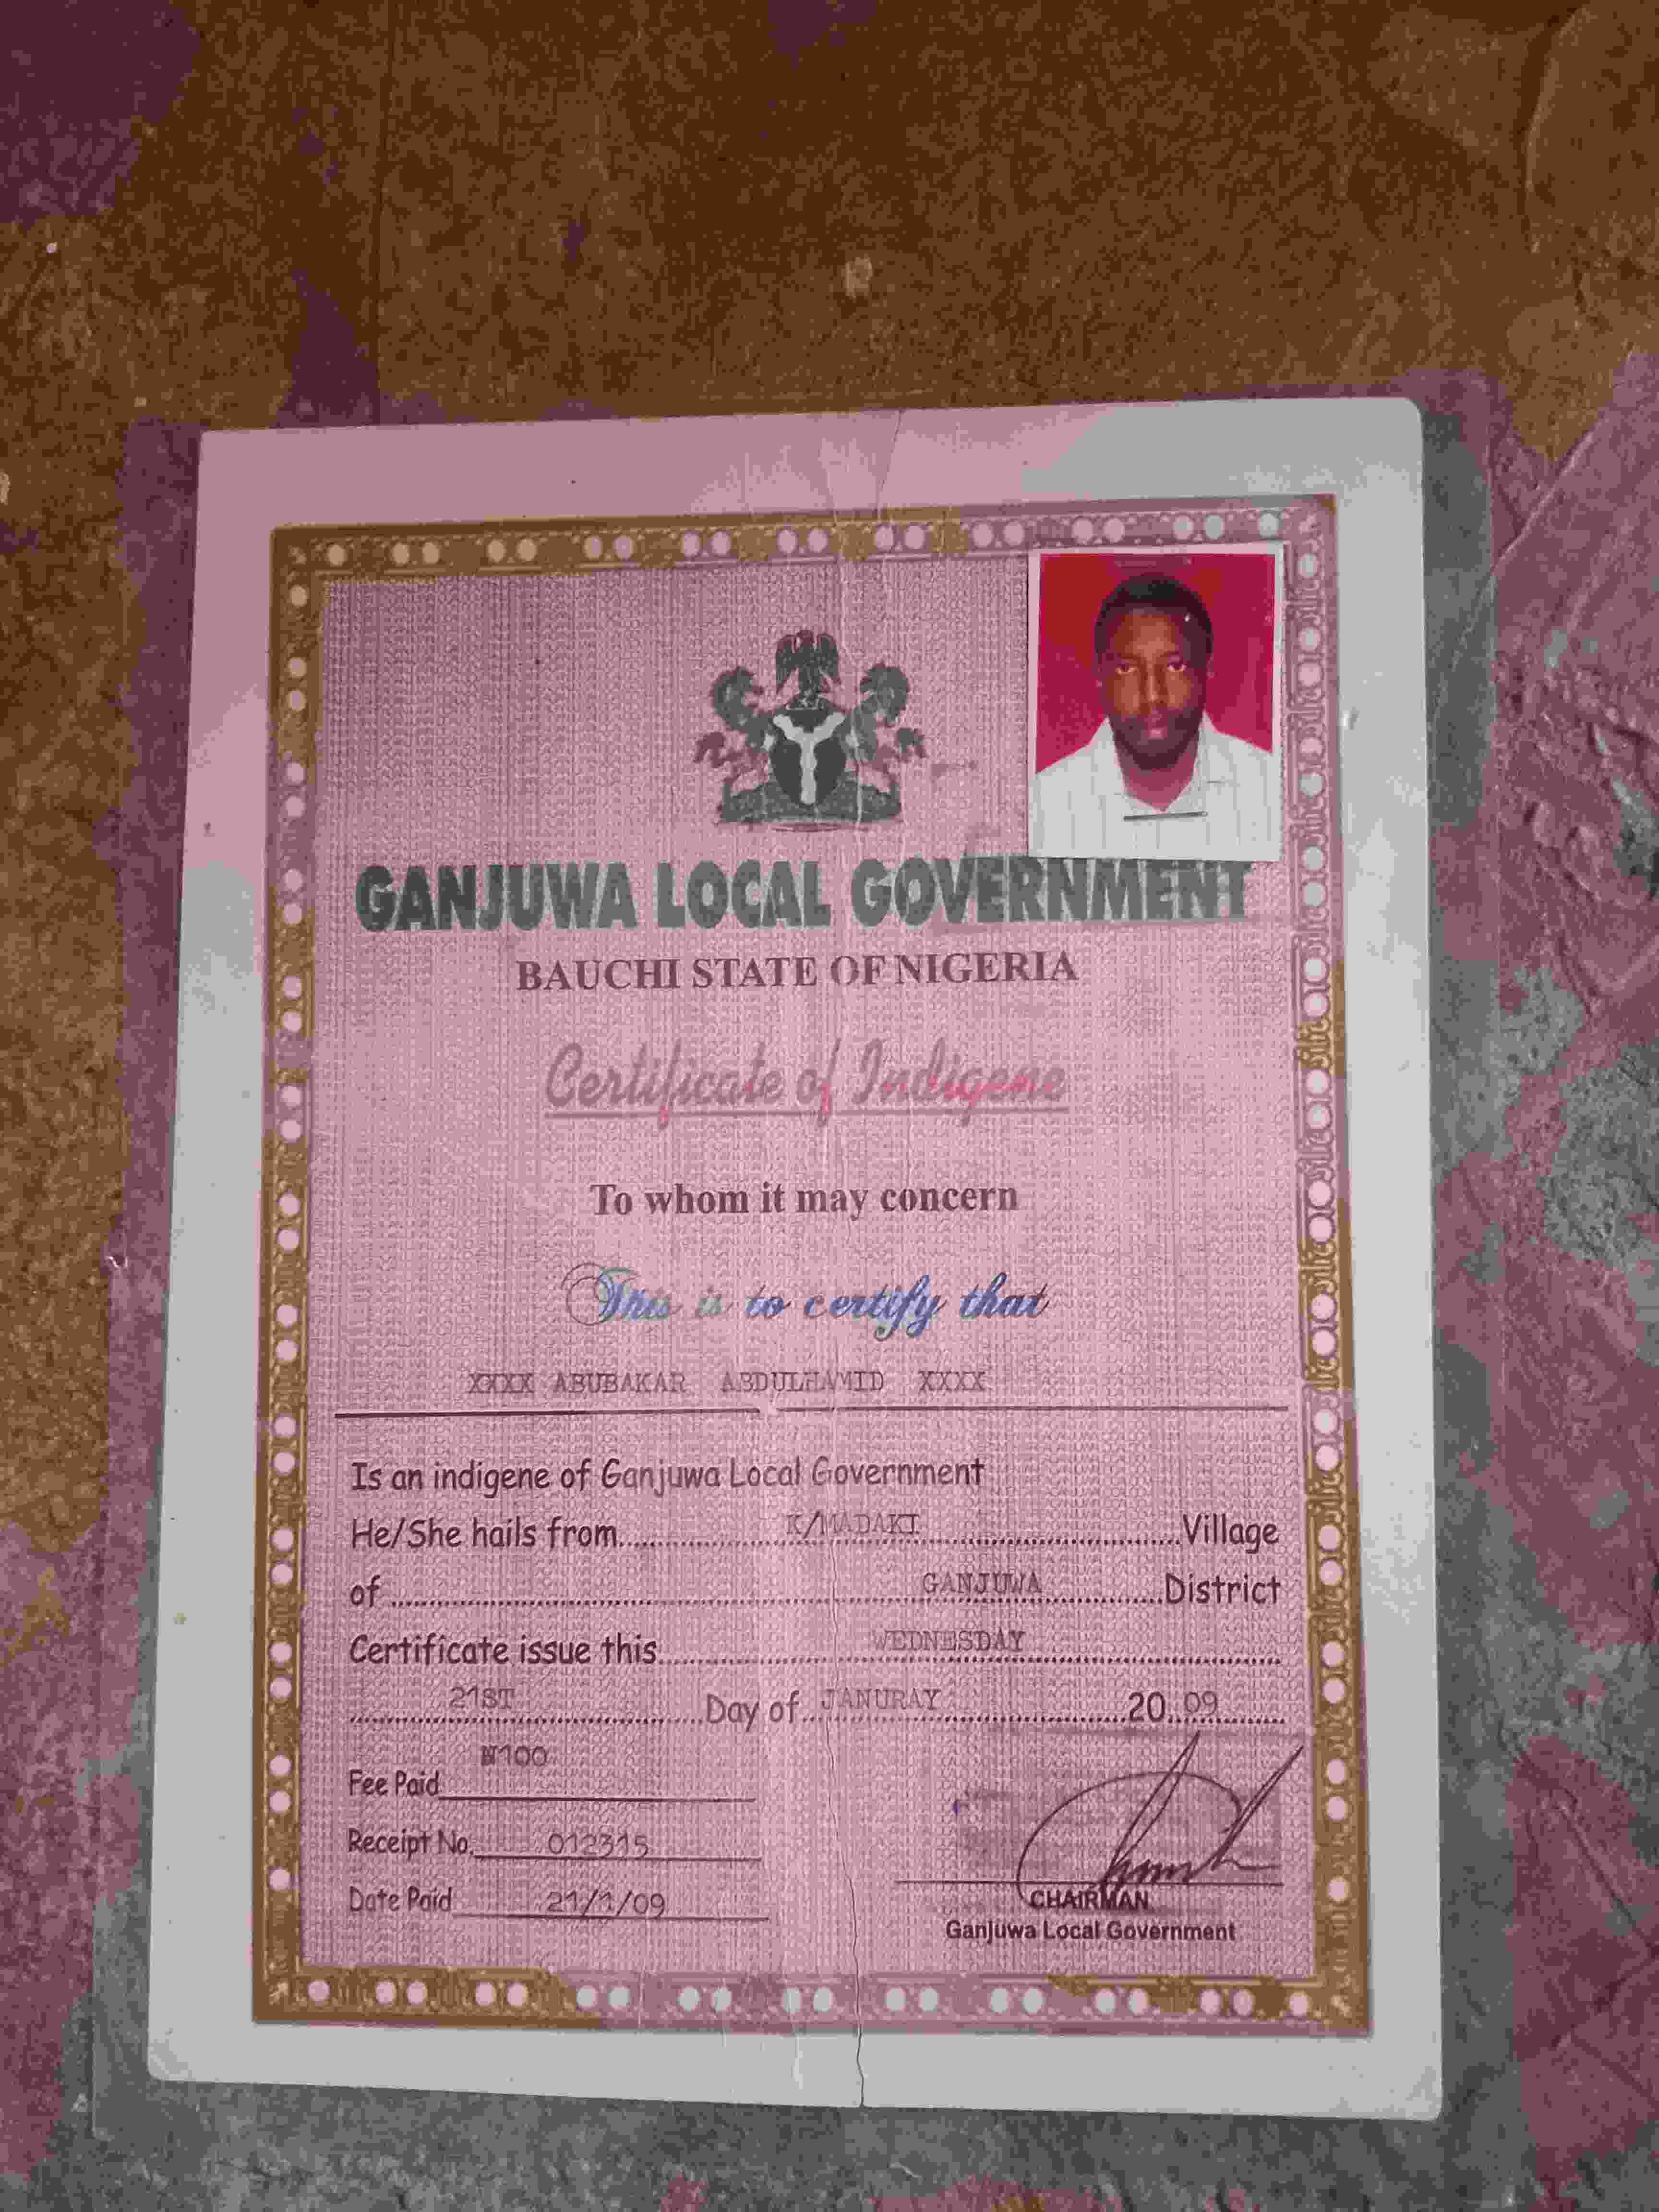 GANJUWA LOCAL GOVERNMENT
BAUCHI STATE OF NIGERIA
Certificate of Indigene
To whom it may concern
This is to certify that
XXXX ABUBAKAR ABDULHAMID XXXX
Is an indigene of Ganjuwa Local Government
He/She hails from K/MADAKI Village
of GANJUWA District
Certificate issue this WEDNESDAY
21ST Day of JANURAY 20 09
₦100
Fee Paid
Receipt No. 012315
Date Paid 21/1/09
CHAIRMAN
Ganjuwa Local Government